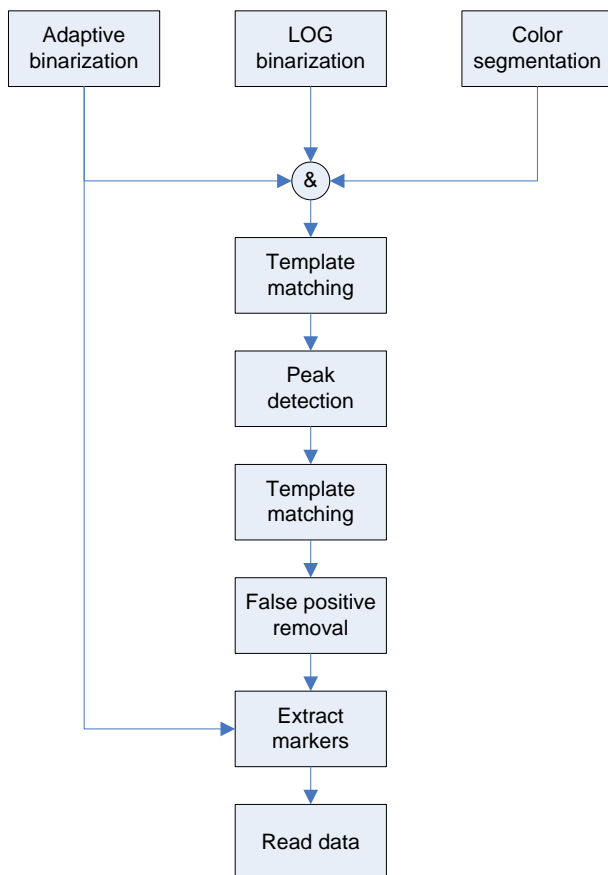 Adaptive
binarization
LOG
binarization
Color
segmentation
&
Template
matching
Peak
detection
Template
matching
False positive
removal
Extract
markers
Read data